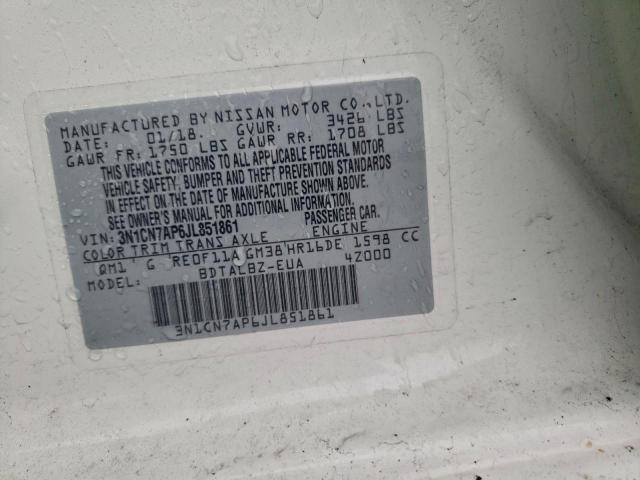 MANUFACTURED BY NISSAN MOTOR CO.,LTD.
DATE: 01/18. GVWR: 3426 LBS
GAWR FR: 1750 LBS GAWR RR: 1708 LBS
THIS VEHICLE CONFORMS TO ALL APPLICABLE FEDERAL MOTOR
VEHICLE SAFETY, BUMPER AND THEFT PREVENTION STANDARDS
IN EFFECT ON THE DATE OF MANUFACTURE SHOWN ABOVE.
SEE OWNER'S MANUAL FOR ADDITIONAL INFORMATION.
VIN: 3N1CN7AP6JL851861 PASSENGER CAR.
COLOR TRIM TRANS AXLE ENGINE
QM1 G RE0F11A GM38 HR16DE 1598 CC
MODEL: BDTALBZ-EUA 4Z000
3N1CN7AP6JL851861